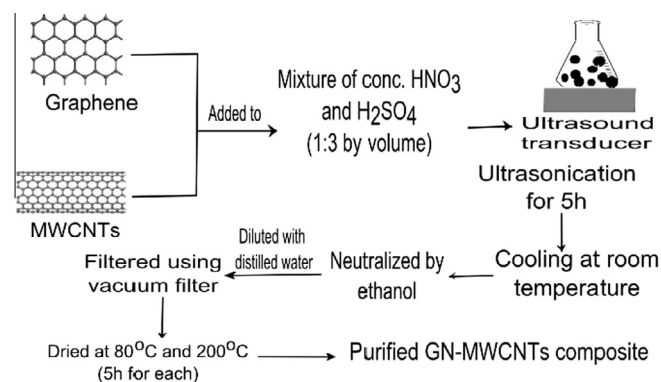 Graphene
MWCNTs
Added to
Mixture of conc. HNO₃
and H₂SO₄
(1:3 by volume)
Ultrasound
transducer
Ultrasonication
for 5h
Cooling at room
temperature
Neutralized by
ethanol
Diluted with
distilled water
Filtered using
vacuum filter
Dried at 80⁰C and 200⁰C
(5h for each)
Purified GN-MWCNTs composite